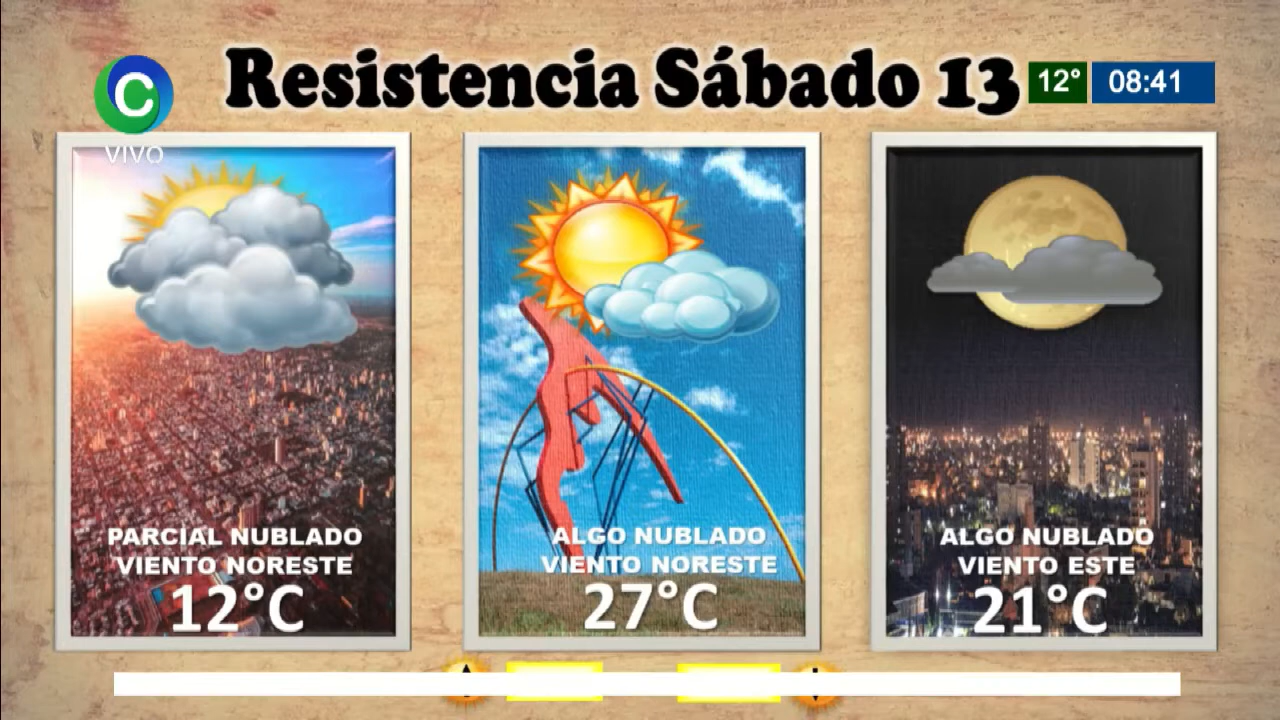 Resistencia Sábado 13
12° 08:41
C
VIVO
PARCIAL NUBLADO
VIENTO NORESTE
12°C
ALGO NUBLADO
VIENTO NORESTE
27°C
ALGO NUBLADO
VIENTO ESTE
21°C